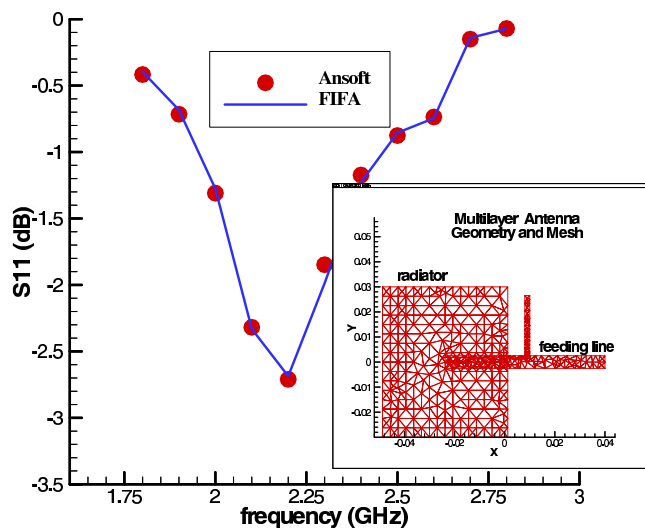 0
-0.5
-1
-1.5
-2
-2.5
-3
-3.5
S11 (dB)
Ansoft
FIFA
1.75
2
2.25
2.5
2.75
3
frequency (GHz)
Multilayer Antenna
Geometry and Mesh
radiator
feeding line
0.05
0.04
0.03
0.02
0.01
0
-0.01
-0.02
Y
-0.04
-0.02
0
0.02
0.04
X